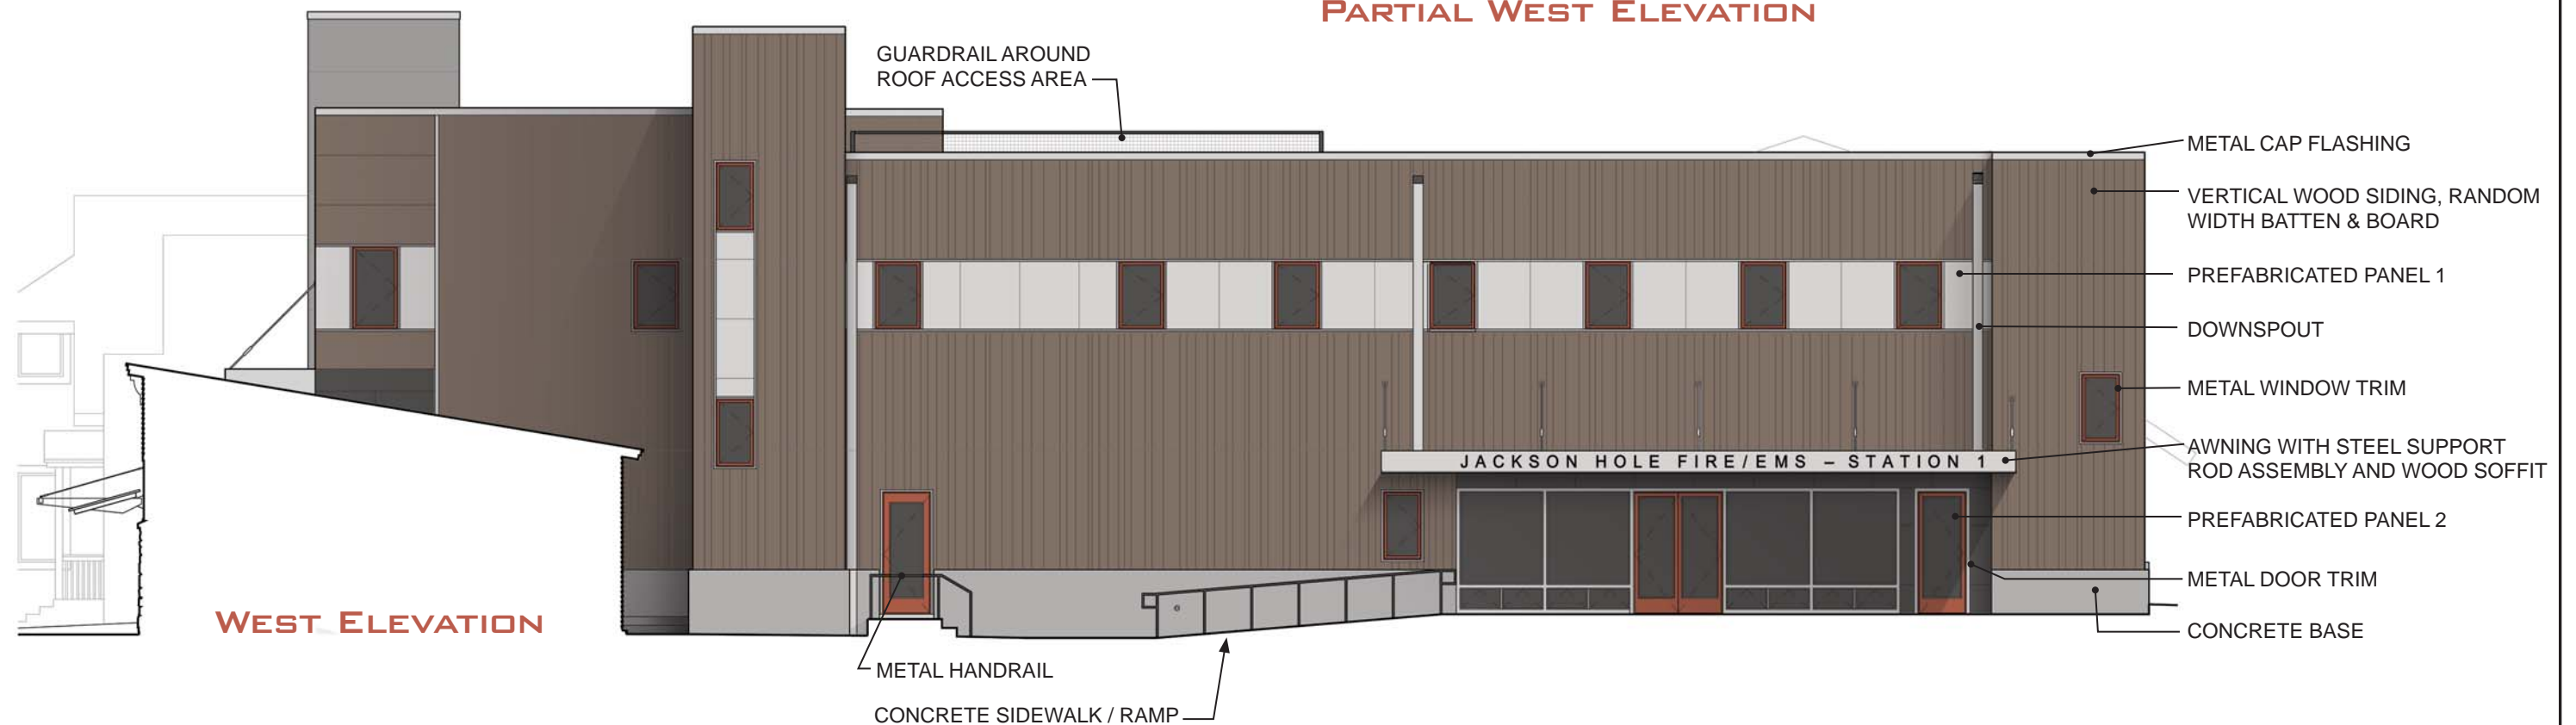 PARTIAL WEST ELEVATION
GUARDRAIL AROUND
ROOF ACCESS AREA
METAL CAP FLASHING
VERTICAL WOOD SIDING, RANDOM
WIDTH BATTEN & BOARD
PREFABRICATED PANEL 1
DOWNSPOUT
METAL WINDOW TRIM
AWNING WITH STEEL SUPPORT
ROD ASSEMBLY AND WOOD SOFFIT
JACKSON HOLE FIRE/EMS – STATION 1
PREFABRICATED PANEL 2
METAL DOOR TRIM
CONCRETE BASE
WEST ELEVATION
METAL HANDRAIL
CONCRETE SIDEWALK / RAMP